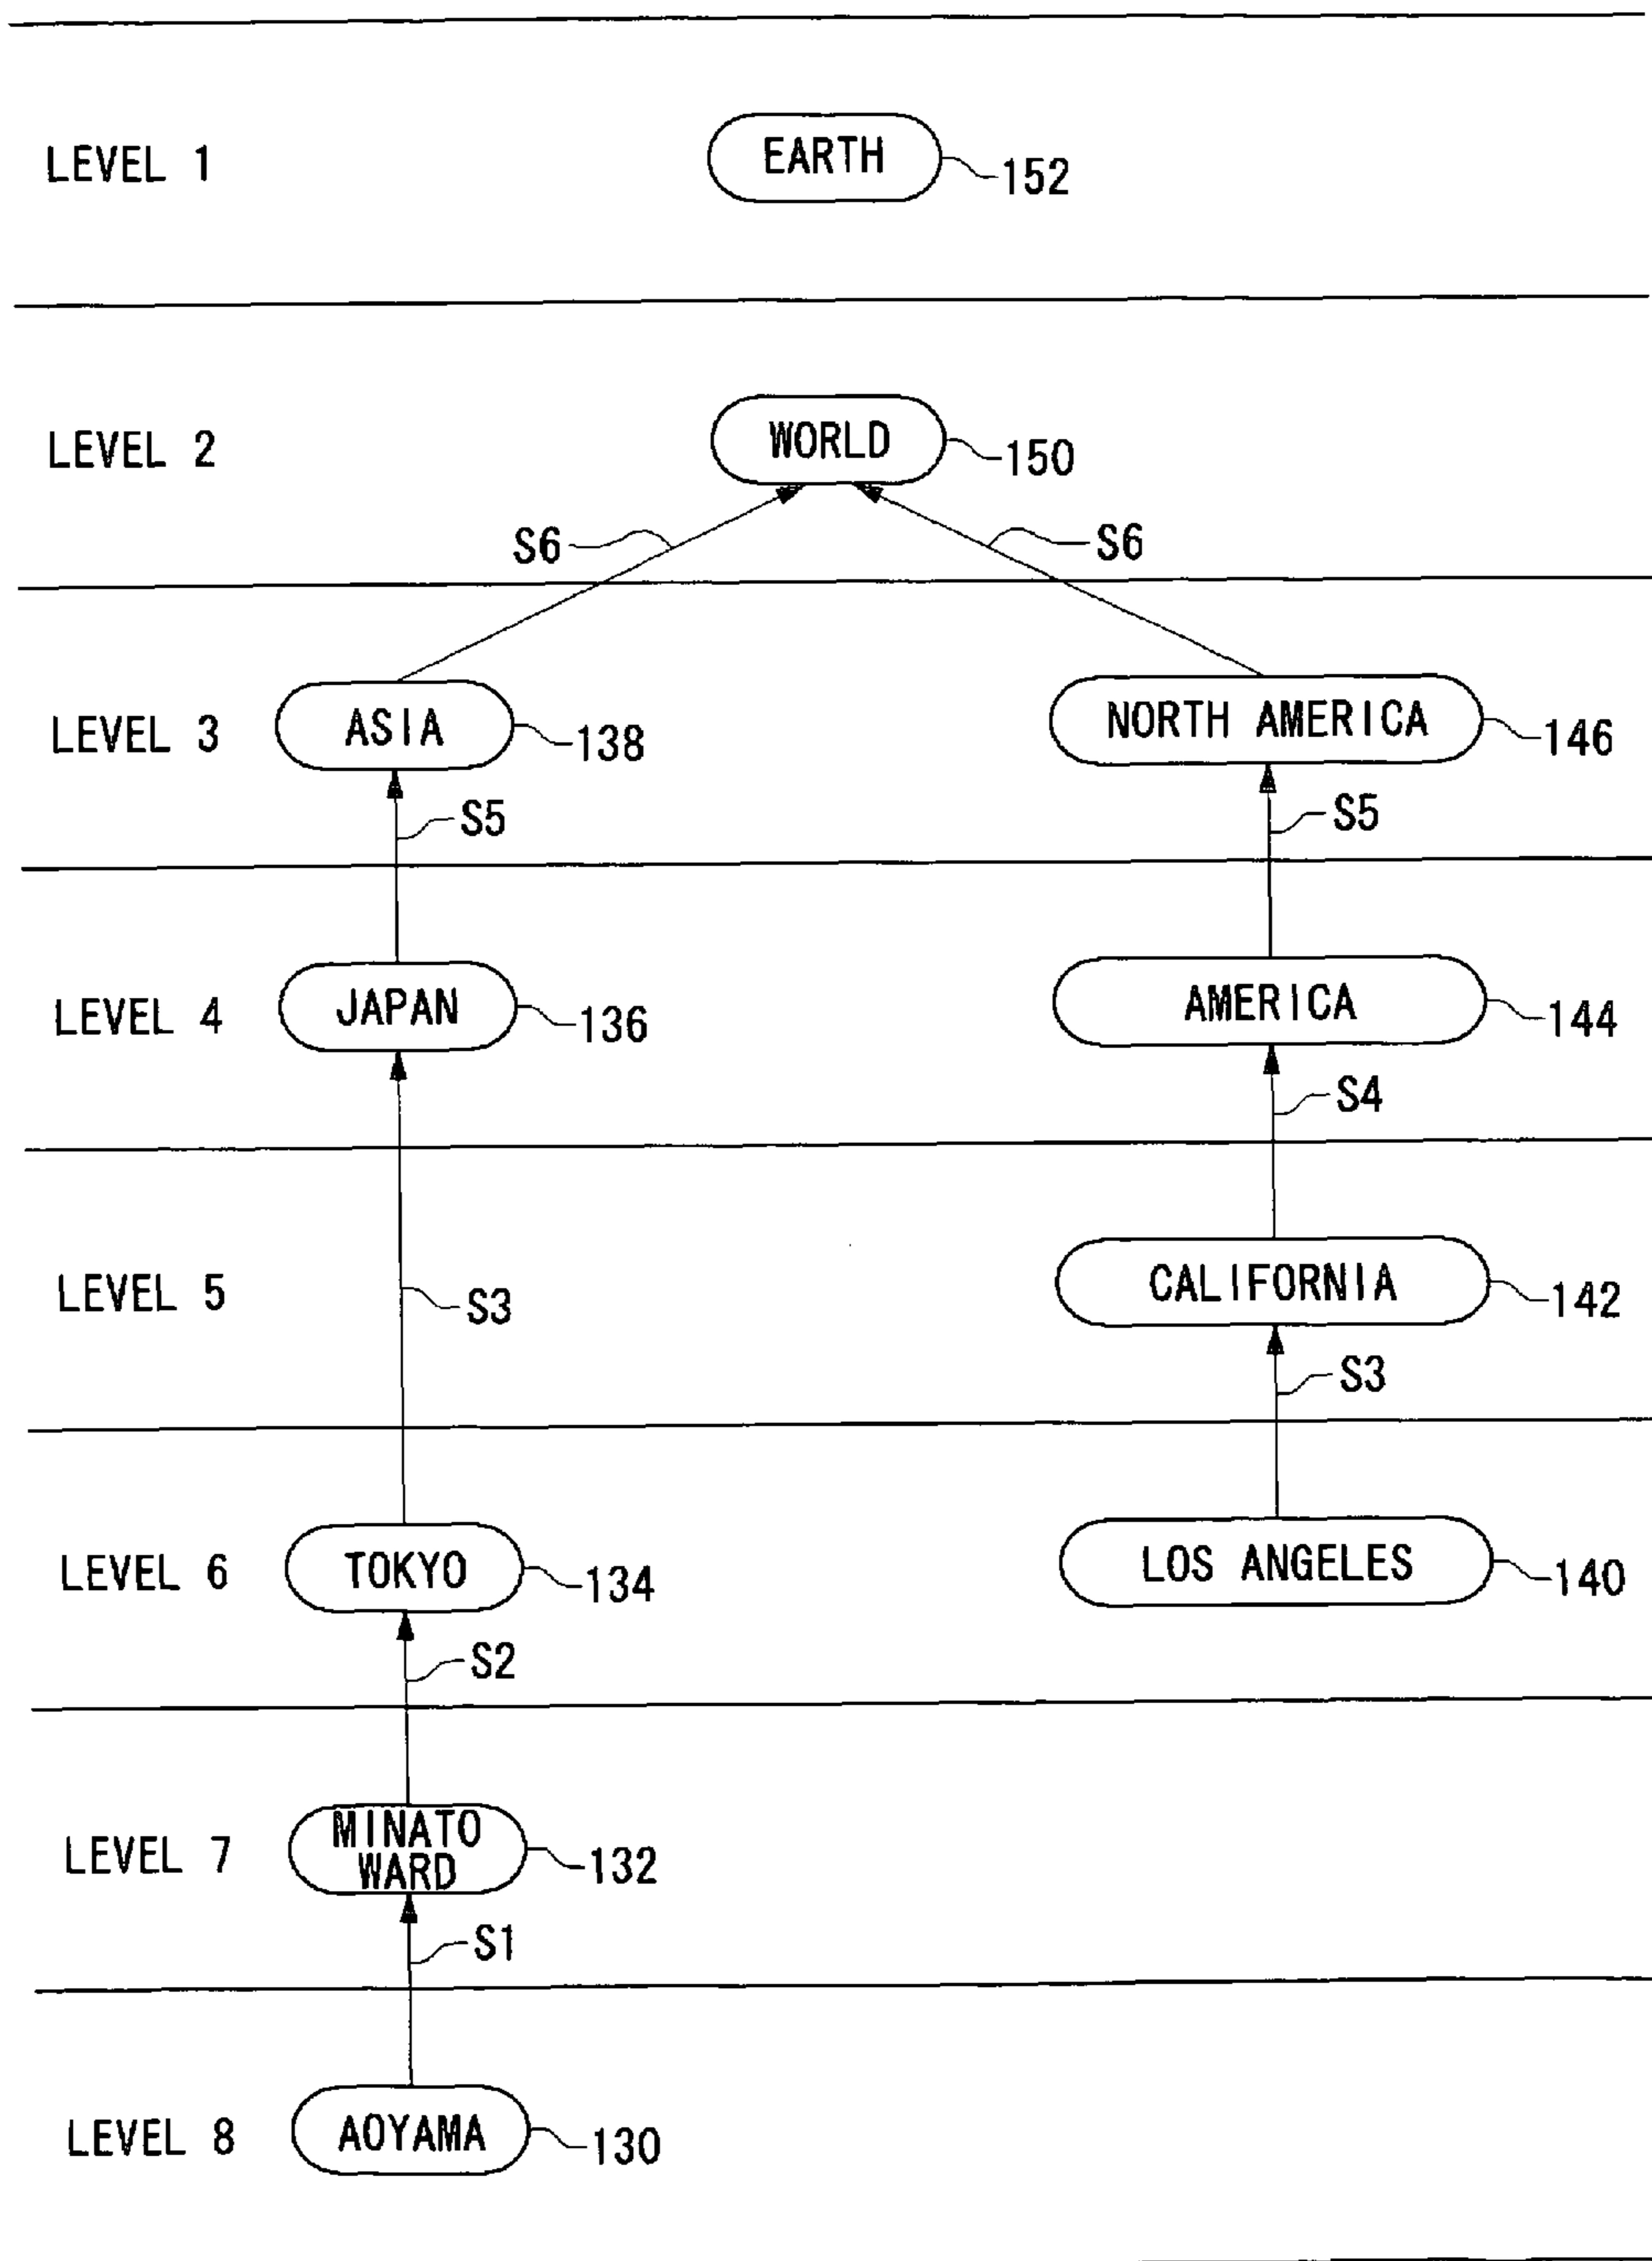 LEVEL 1
EARTH
152
LEVEL 2
WORLD
150
S6
S6
LEVEL 3
ASIA
138
NORTH AMERICA
146
S5
S5
LEVEL 4
JAPAN
136
AMERICA
144
S4
LEVEL 5
S3
CALIFORNIA
142
S3
LEVEL 6
TOKYO
134
LOS ANGELES
140
S2
LEVEL 7
MINATO
WARD
132
S1
LEVEL 8
AOYAMA
130